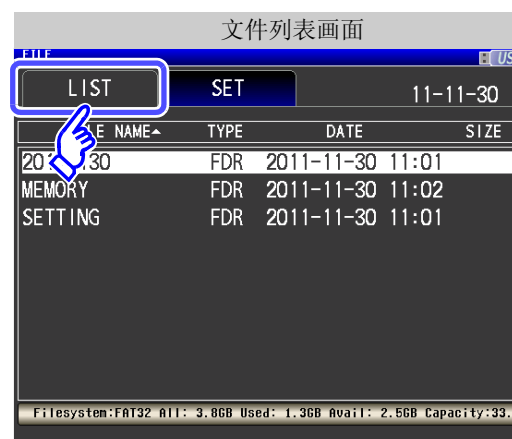 文件列表画面
FILE
LIST SET 11-11-30
NAME▲ TYPE DATE SIZE
FDR 2011-11-30 11:01
MEMORY FDR 2011-11-30 11:02
SETTING FDR 2011-11-30 11:01
Filesystem:FAT32 All: 3.8GB Used: 1.3GB Avail: 2.5GB Capacity:33.